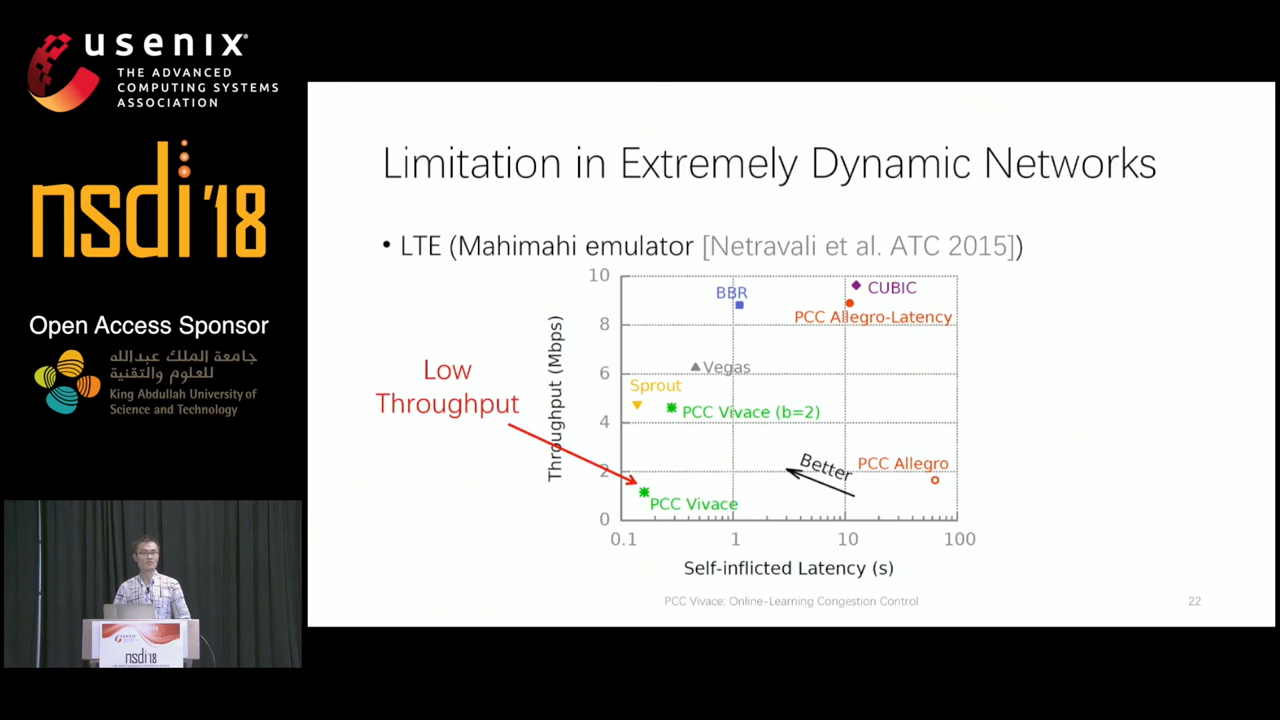 usenix
THE ADVANCED
COMPUTING SYSTEMS
ASSOCIATION
nsdi '18
Open Access Sponsor
جامعة الملك عبدالله
للعلوم والتقنية
King Abdullah University of
Science and Technology
Limitation in Extremely Dynamic Networks
• LTE (Mahimahi emulator [Netravali et al. ATC 2015])
Low
Throughput
Throughput (Mbps)
10
8
6
4
2
0
BBR
CUBIC
PCC Allegro-Latency
Vegas
Sprout
PCC Vivace (b=2)
Better
PCC Allegro
PCC Vivace
0.1
1
10
100
Self-inflicted Latency (s)
PCC Vivace: Online-Learning Congestion Control
22
usenix
nsdi'18